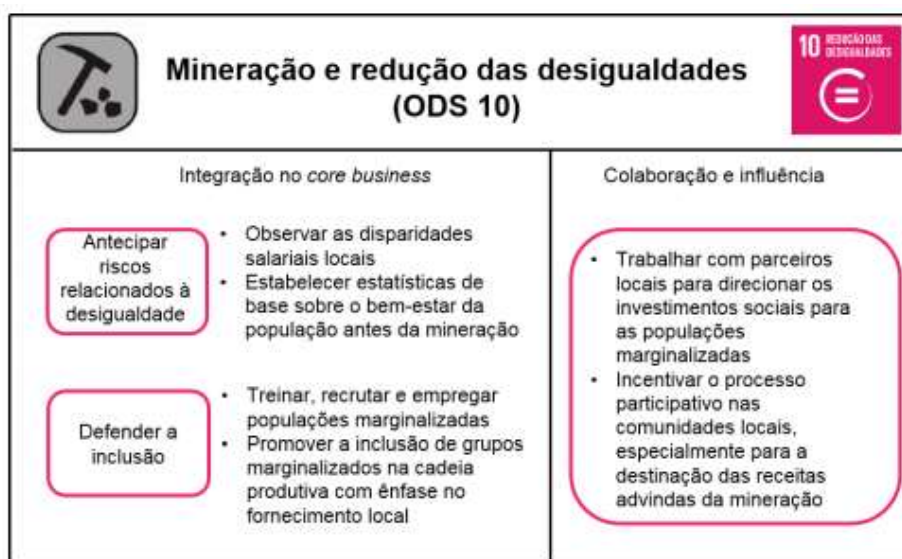 Mineração e redução das desigualdades
(ODS 10)
10 REDUÇÃO DAS
DESIGUALDADES
Integração no core business
Antecipar
riscos
relacionados à
desigualdade
• Observar as disparidades
salariais locais
• Estabelecer estatísticas de
base sobre o bem-estar da
população antes da mineração
Defender a
inclusão
• Treinar, recrutar e empregar
populações marginalizadas
• Promover a inclusão de grupos
marginalizados na cadeia
produtiva com ênfase no
fornecimento local
Colaboração e influência
• Trabalhar com parceiros
locais para direcionar os
investimentos sociais para
as populações
marginalizadas
• Incentivar o processo
participativo nas
comunidades locais,
especialmente para a
destinação das receitas
advindas da mineração